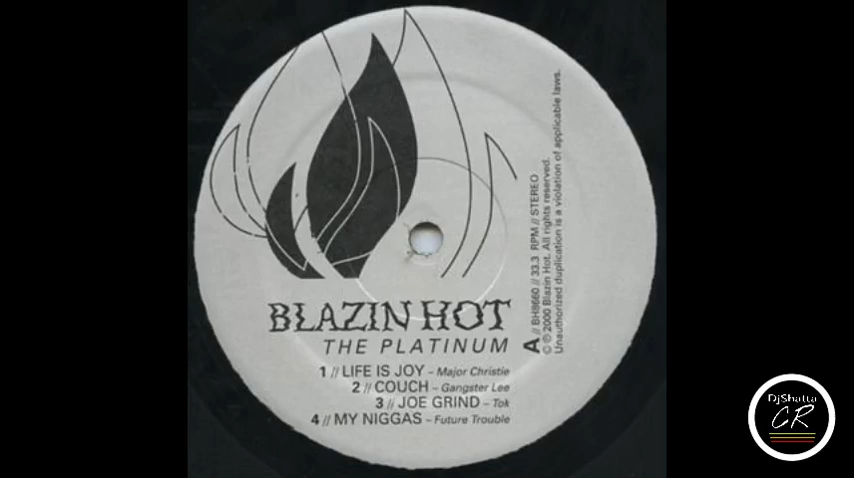 BLAZIN HOT
THE PLATINUM
1 // LIFE IS JOY – Major Christie
2 // COUCH – Gangster Lee
3 // JOE GRIND – Tok
4 // MY NIGGAS – Future Trouble
A // BH8660 // 33.3 RPM // STEREO
© ℗ 2000 Blazin Hot. All rights reserved.
Unauthorized duplication is a violation of applicable laws.
DjShatta
CR